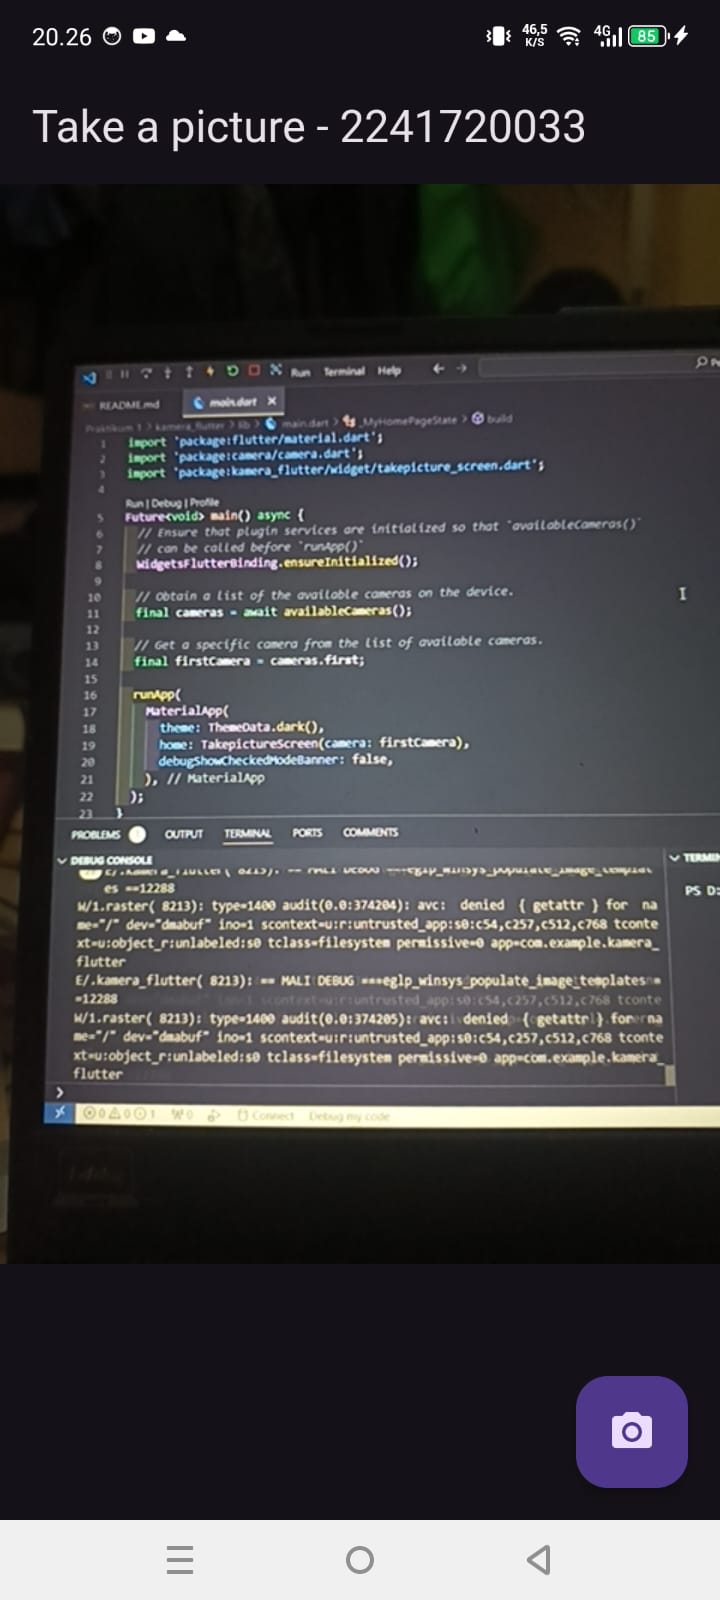 20.26
46,5
K/S
4G
85
Take a picture - 2241720033
Run Terminal Help
README.md
main.dart
Praktikum 1 > kamera_flutter > lib > main.dart > _MyHomePageState > build
1 import 'package:flutter/material.dart';
2 import 'package:camera/camera.dart';
3 import 'package:kamera_flutter/widget/takepicture_screen.dart';
4
Run | Debug | Profile
5 Future<void> main() async {
6 // Ensure that plugin services are initialized so that `availableCameras()`
7 // can be called before `runApp()`
8 WidgetsFlutterBinding.ensureInitialized();
9
10 // Obtain a list of the available cameras on the device.
11 final cameras = await availableCameras();
12
13 // Get a specific camera from the list of available cameras.
14 final firstCamera = cameras.first;
15
16 runApp(
17 MaterialApp(
18 theme: ThemeData.dark(),
19 home: TakepictureScreen(camera: firstCamera),
20 debugShowCheckedModeBanner: false,
21 ), // MaterialApp
22 );
23 }
PROBLEMS OUTPUT TERMINAL PORTS COMMENTS
DEBUG CONSOLE
es ==12288
W/1.raster( 8213): type=1400 audit(0.0:374204): avc: denied { getattr } for na
me="/" dev="dmabuf" ino=1 scontext=u:r:untrusted_app:s0:c54,c257,c512,c768 tconte
xt=u:object_r:unlabeled:s0 tclass=filesystem permissive=0 app=com.example.kamera_
flutter
E/.kamera_flutter( 8213): == MALI DEBUG ===eglp_winsys_populate_image_templates =
=12288
W/1.raster( 8213): type=1400 audit(0.0:374205): avc: denied { getattr } for na
me="/" dev="dmabuf" ino=1 scontext=u:r:untrusted_app:s0:c54,c257,c512,c768 tconte
xt=u:object_r:unlabeled:s0 tclass=filesystem permissive=0 app=com.example.kamera_
flutter
PS D:
0 0 1 0 Connect Debug my code